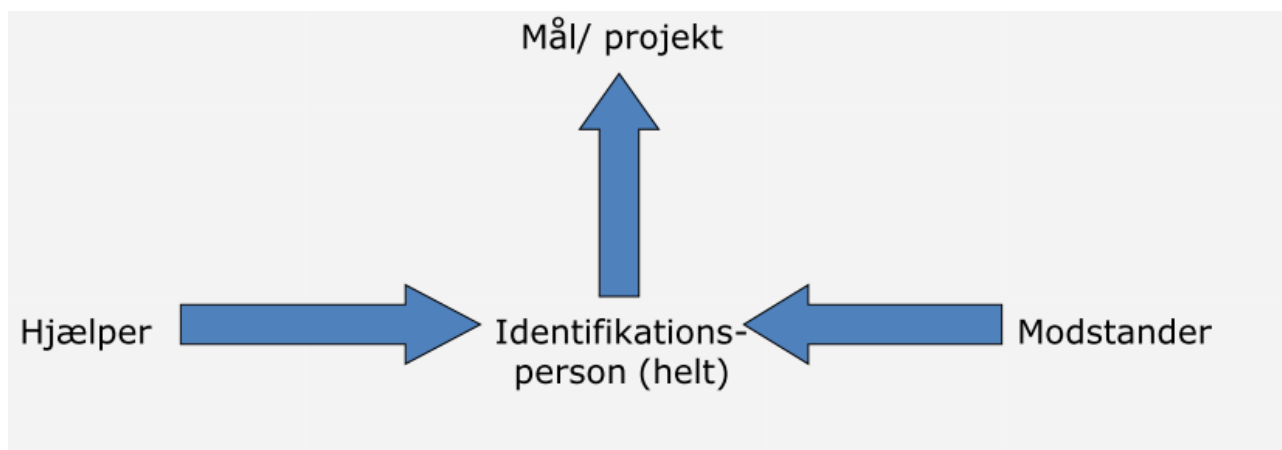 Mål/ projekt
Hjælper
Identifikations-
person (helt)
Modstander